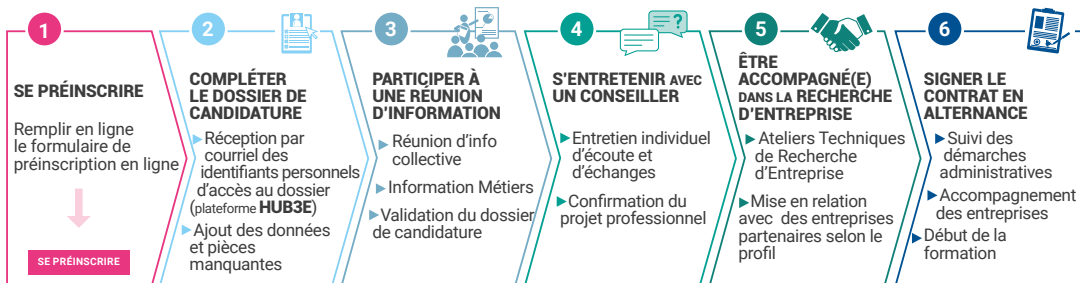 1
SE PRÉINSCRIRE
Remplir en ligne
le formulaire de
préinscription en ligne
SE PRÉINSCRIRE
2
COMPLÉTER
LE DOSSIER DE
CANDIDATURE
Réception par
courriel des
identifiants personnels
d'accès au dossier
(plateforme HUB3E)
Ajout des données
et pièces
manquantes
3
PARTICIPER À
UNE RÉUNION
D'INFORMATION
Réunion d'info
collective
Information Métiers
Validation du dossier
de candidature
4
?
S'ENTRETENIR AVEC
UN CONSEILLER
Entretien individuel
d'écoute et
d'échanges
Confirmation du
projet professionnel
5
ÊTRE
ACCOMPAGNÉ(E)
DANS LA RECHERCHE
D'ENTREPRISE
Ateliers Techniques
de Recherche
d'Entreprise
Mise en relation
avec des entreprises
partenaires selon le
profil
6
SIGNER LE
CONTRAT EN
ALTERNANCE
Suivi des
démarches
administratives
Accompagnement
des entreprises
Début de la
formation